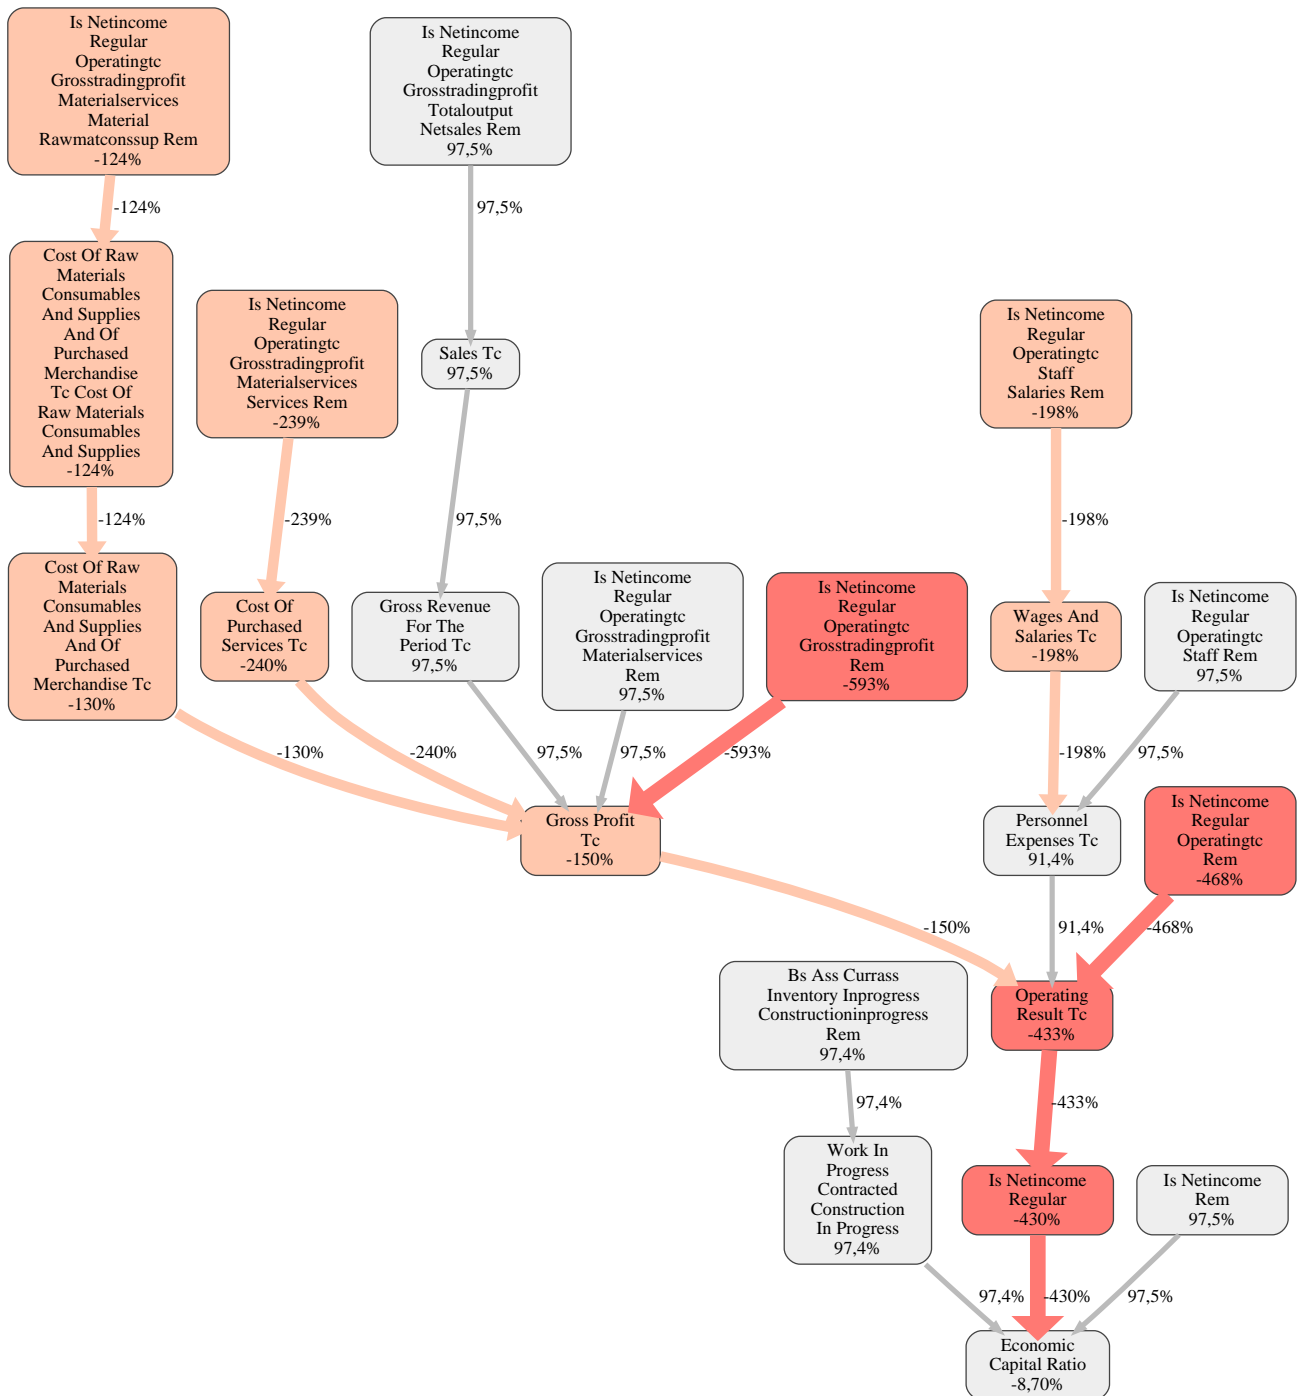 Is Netincome
Regular
Operatingtc
Grosstradingprofit
Materialservices
Material
Rawmatconssup Rem
-124%
Is Netincome
Regular
Operatingtc
Grosstradingprofit
Totaloutput
Netsales Rem
97,5%
-124%
97,5%
Cost Of Raw
Materials
Consumables
And Supplies
And Of
Purchased
Merchandise
Tc Cost Of
Raw Materials
Consumables
And Supplies
-124%
Is Netincome
Regular
Operatingtc
Grosstradingprofit
Materialservices
Services Rem
-239%
Sales Tc
97,5%
Is Netincome
Regular
Operatingtc
Staff
Salaries Rem
-198%
-124%
-239%
97,5%
-198%
Cost Of Raw
Materials
Consumables
And Supplies
And Of
Purchased
Merchandise Tc
-130%
Cost Of
Purchased
Services Tc
-240%
Gross Revenue
For The
Period Tc
97,5%
Is Netincome
Regular
Operatingtc
Grosstradingprofit
Materialservices
Rem
97,5%
Is Netincome
Regular
Operatingtc
Grosstradingprofit
Rem
-593%
Wages And
Salaries Tc
-198%
Is Netincome
Regular
Operatingtc
Staff Rem
97,5%
-130%
-240%
97,5%
97,5%
-593%
-198%
97,5%
Gross Profit
Tc
-150%
Personnel
Expenses Tc
91,4%
Is Netincome
Regular
Operatingtc
Rem
-468%
-150%
91,4%
-468%
Bs Ass Currass
Inventory Inprogress
Constructioninprogress
Rem
97,4%
Operating
Result Tc
-433%
97,4%
-433%
Work In
Progress
Contracted
Construction
In Progress
97,4%
Is Netincome
Regular
-430%
Is Netincome
Rem
97,5%
97,4%
-430%
97,5%
Economic
Capital Ratio
-8,70%